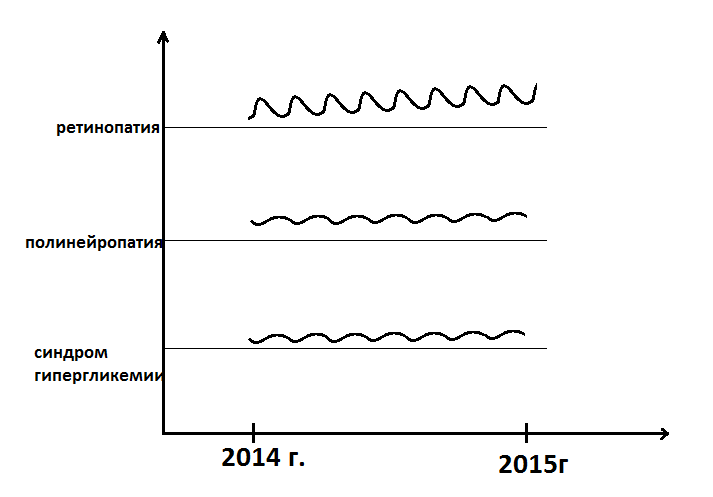 ретинопатия
полинейропатия
синдром
гипергликемии
2014 г.
2015г